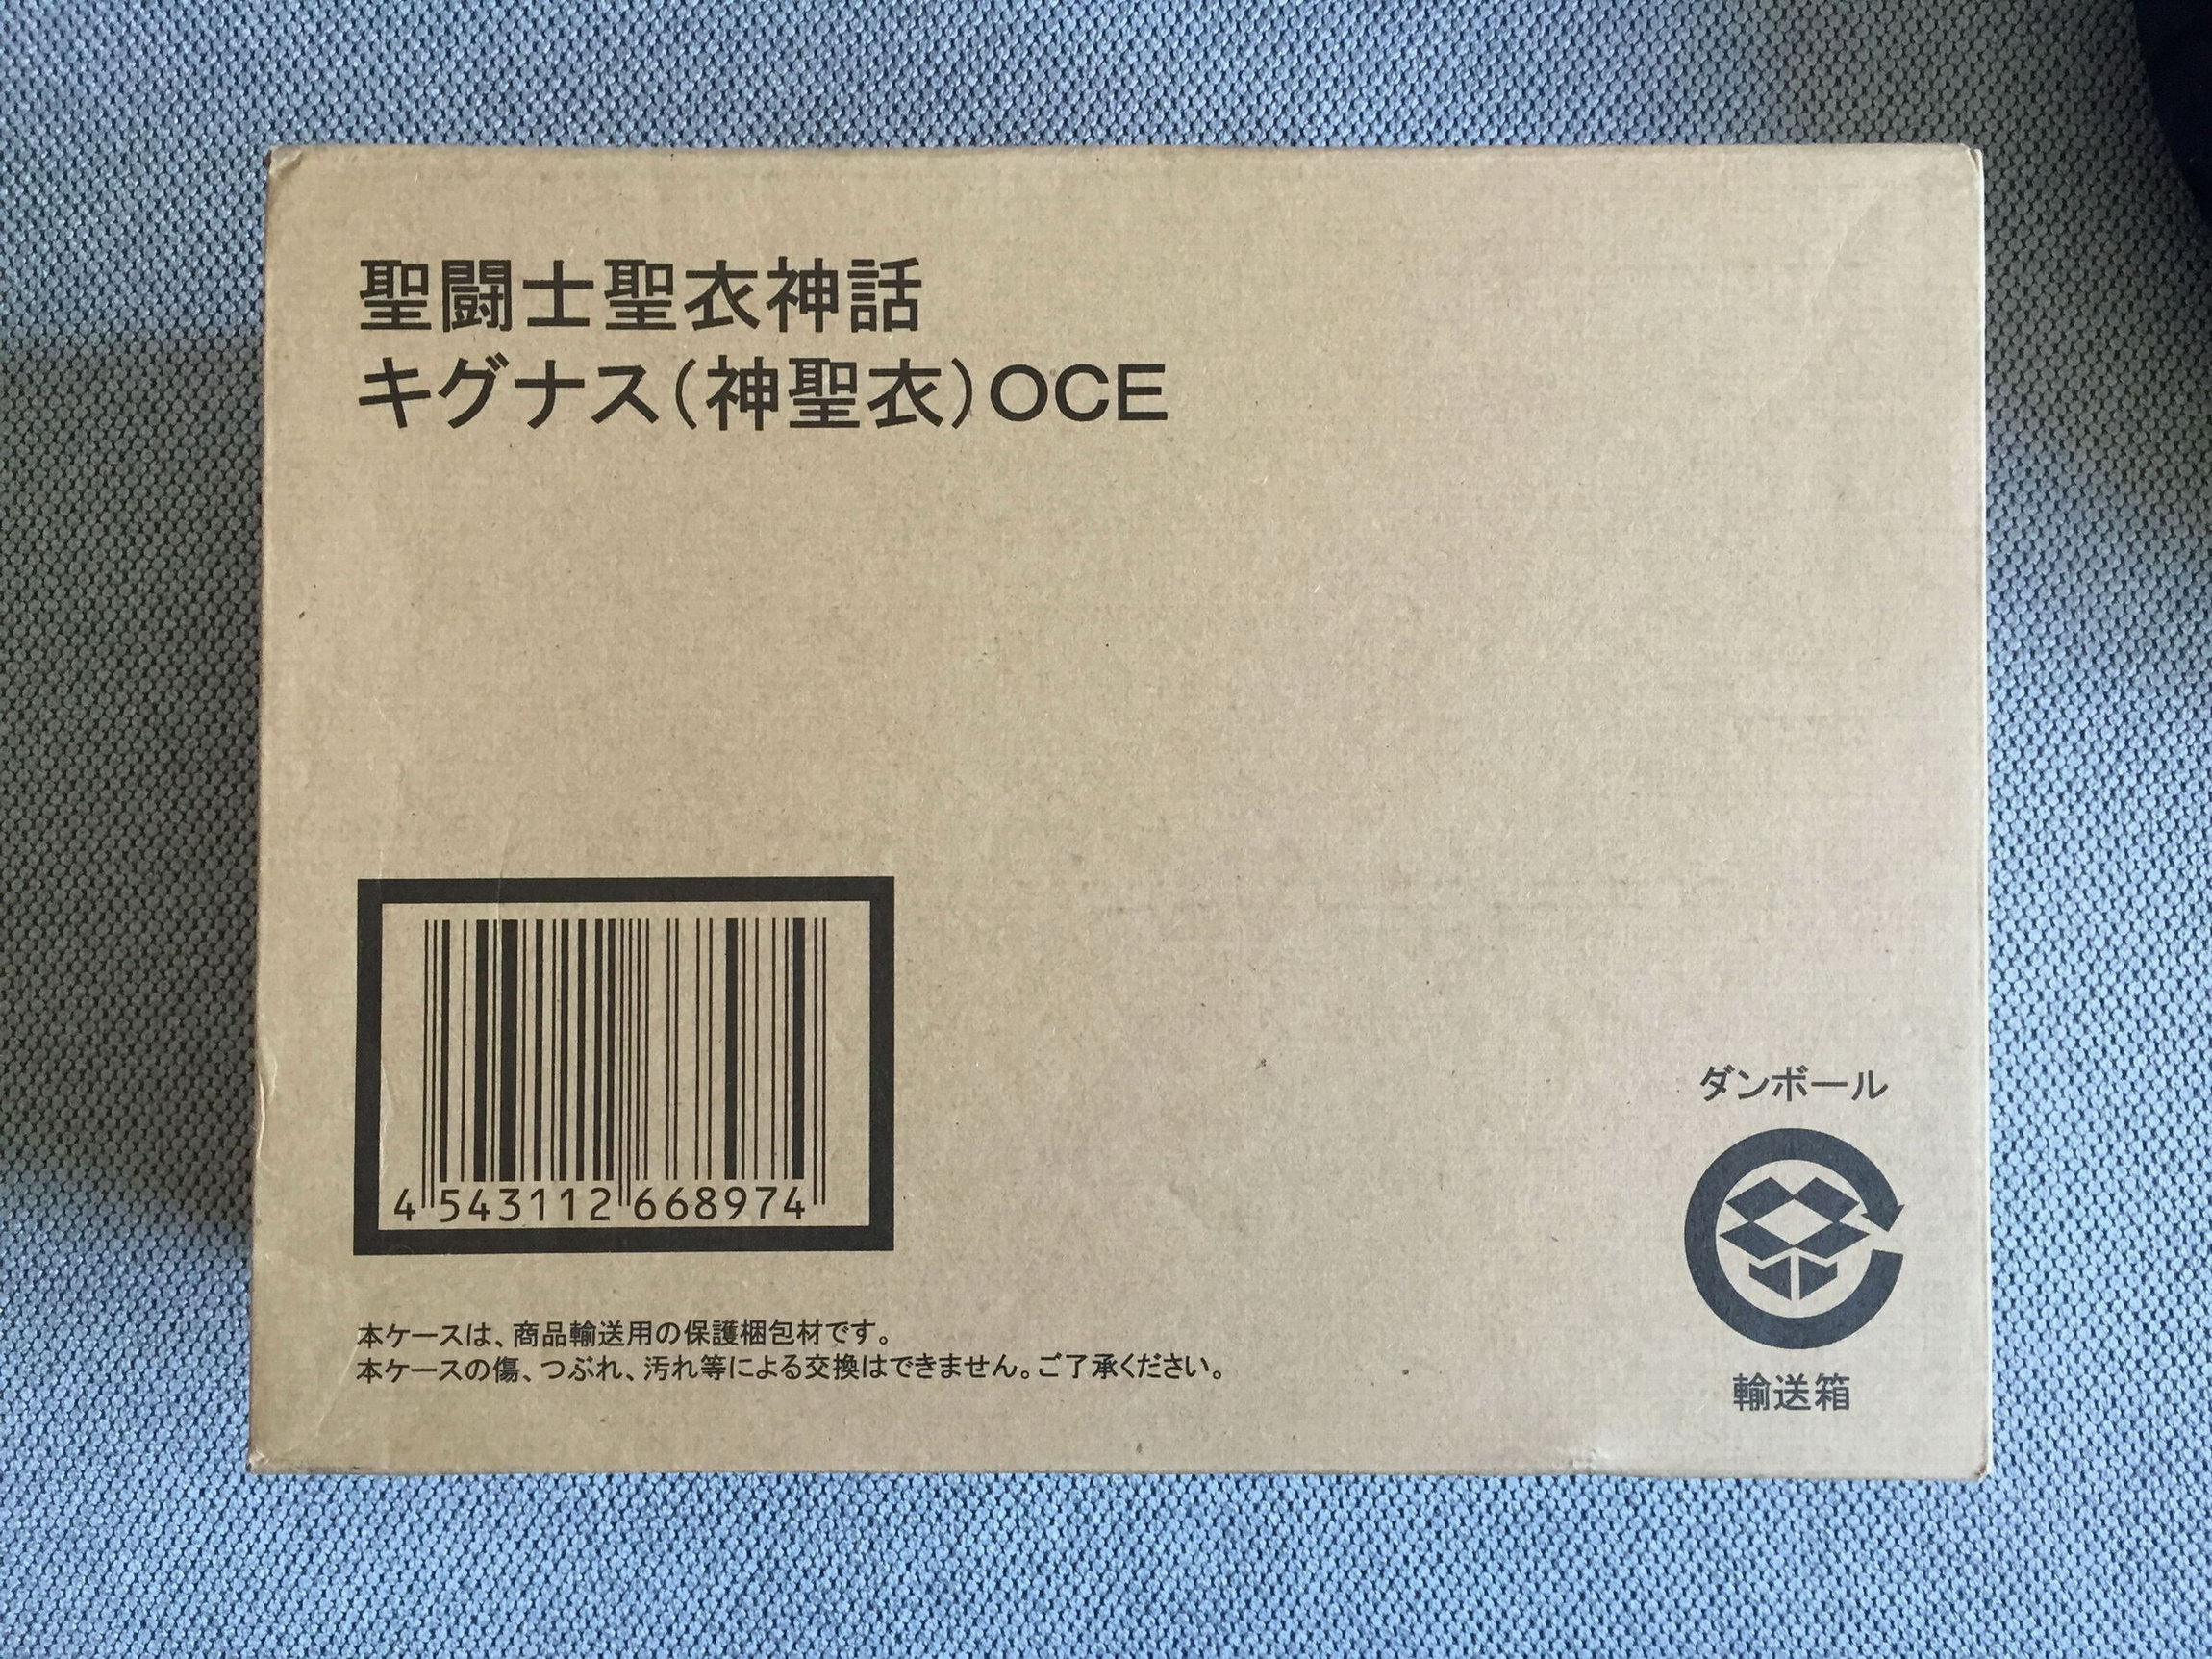 聖闘士聖衣神話
キグナス(神聖衣)OCE
4 543112 668974
本ケースは、商品輸送用の保護梱包材です。
本ケースの傷、つぶれ、汚れ等による交換はできません。ご了承ください。
ダンボール
輸送箱